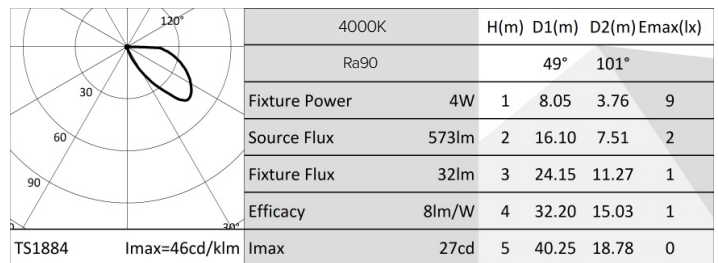 120°
30
60
90
30°
TS1884 Imax=46cd/klm
4000K
Ra90
Fixture Power 4W
Source Flux 573lm
Fixture Flux 32lm
Efficacy 8lm/W
Imax 27cd
H(m) D1(m) D2(m) Emax(lx)
49° 101°
1 8.05 3.76 9
2 16.10 7.51 2
3 24.15 11.27 1
4 32.20 15.03 1
5 40.25 18.78 0